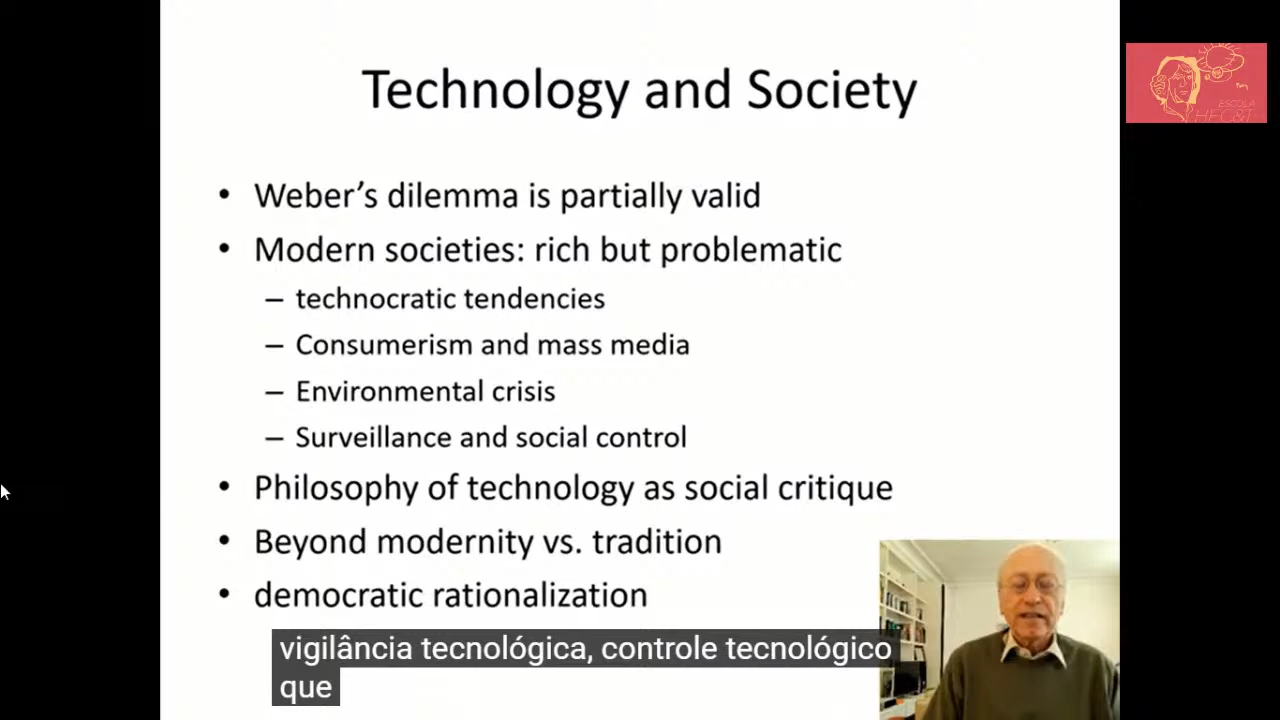 Technology and Society
ESCOLA
HFC&T
• Weber’s dilemma is partially valid
• Modern societies: rich but problematic
– technocratic tendencies
– Consumerism and mass media
– Environmental crisis
– Surveillance and social control
• Philosophy of technology as social critique
• Beyond modernity vs. tradition
• democratic rationalization
vigilância tecnológica, controle tecnológico
que